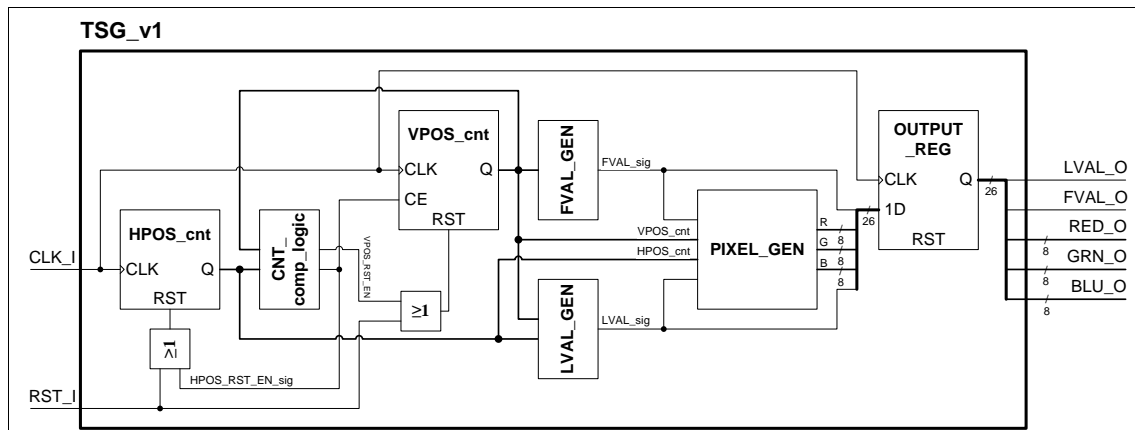 TSG_v1
VPOS_cnt
CLK
Q
CE
RST
FVAL_GEN
FVAL_sig
OUTPUT
_REG
CLK
Q
1D
RST
26
26
LVAL_O
FVAL_O
RED_O
8
GRN_O
8
BLU_O
8
CLK_I
HPOS_cnt
CLK
Q
RST
CNT_
comp_logic
VPOS_RST_EN
≥1
≥1
HPOS_RST_EN_sig
RST_I
VPOS_cnt
HPOS_cnt
PIXEL_GEN
R
8
G
8
B
8
LVAL_GEN
LVAL_sig